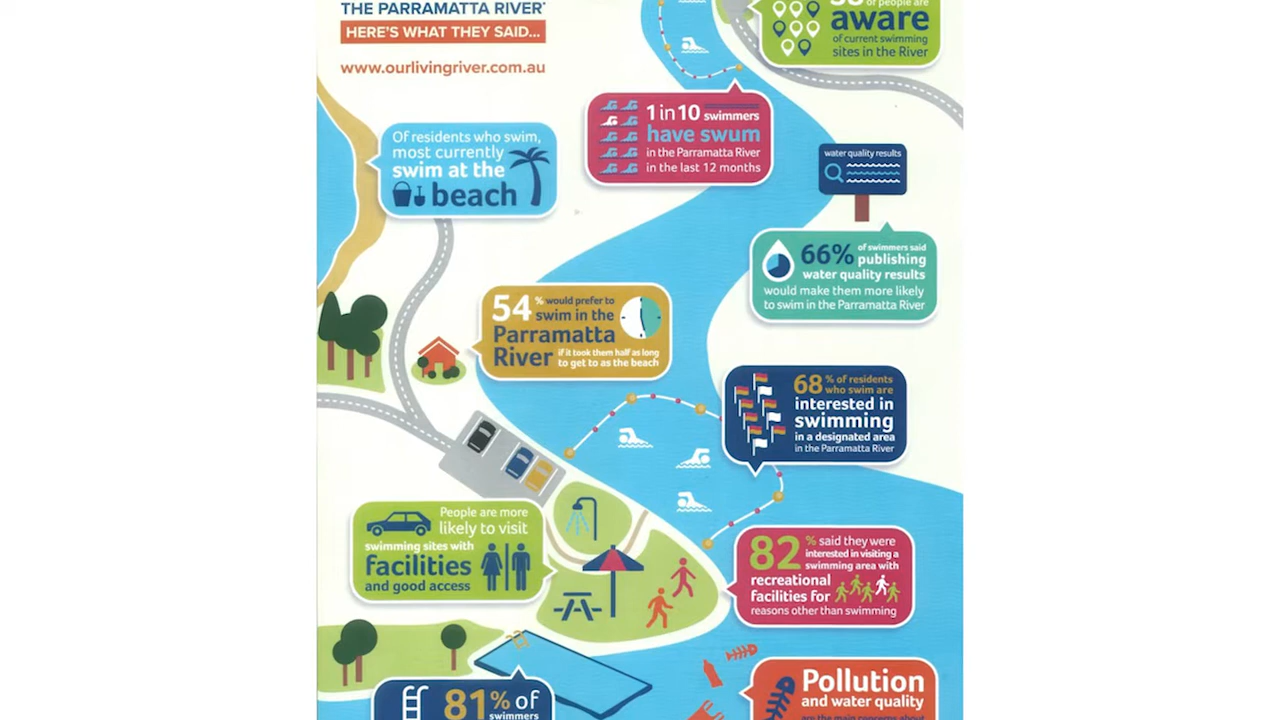 THE PARRAMATTA RIVER*
HERE'S WHAT THEY SAID...
www.ourlivingriver.com.au
of people are
aware
of current swimming
sites in the River
1 in 10 swimmers
have swum
in the Parramatta River
in the last 12 months
Of residents who swim,
most currently
swim at the
beach
water quality results
66% of swimmers said
publishing
water quality results
would make them more likely
to swim in the Parramatta River
54% would prefer to
swim in the
Parramatta
River if it took them half as long
to get to as the beach
68% of residents
who swim are
interested in
swimming
in a designated area
in the Parramatta River
People are more
likely to visit
swimming sites with
facilities
and good access
82% said they were
interested in visiting a
swimming area with
recreational
facilities for
reasons other than swimming
81% of
swimmers
Pollution
and water quality
are the main concerns about